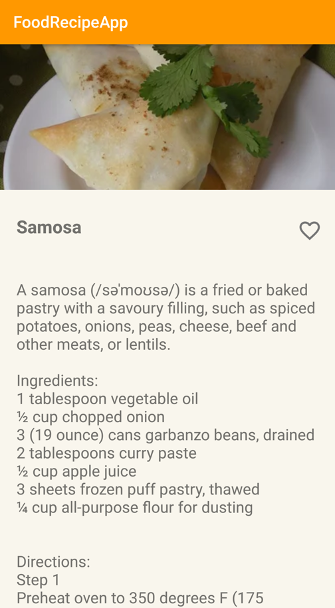 FoodRecipeApp
Samosa
A samosa (/səˈmoʊsə/) is a fried or baked
pastry with a savoury filling, such as spiced
potatoes, onions, peas, cheese, beef and
other meats, or lentils.
Ingredients:
1 tablespoon vegetable oil
½ cup chopped onion
3 (19 ounce) cans garbanzo beans, drained
2 tablespoons curry paste
½ cup apple juice
3 sheets frozen puff pastry, thawed
¼ cup all-purpose flour for dusting
Directions:
Step 1
Preheat oven to 350 degrees F (175